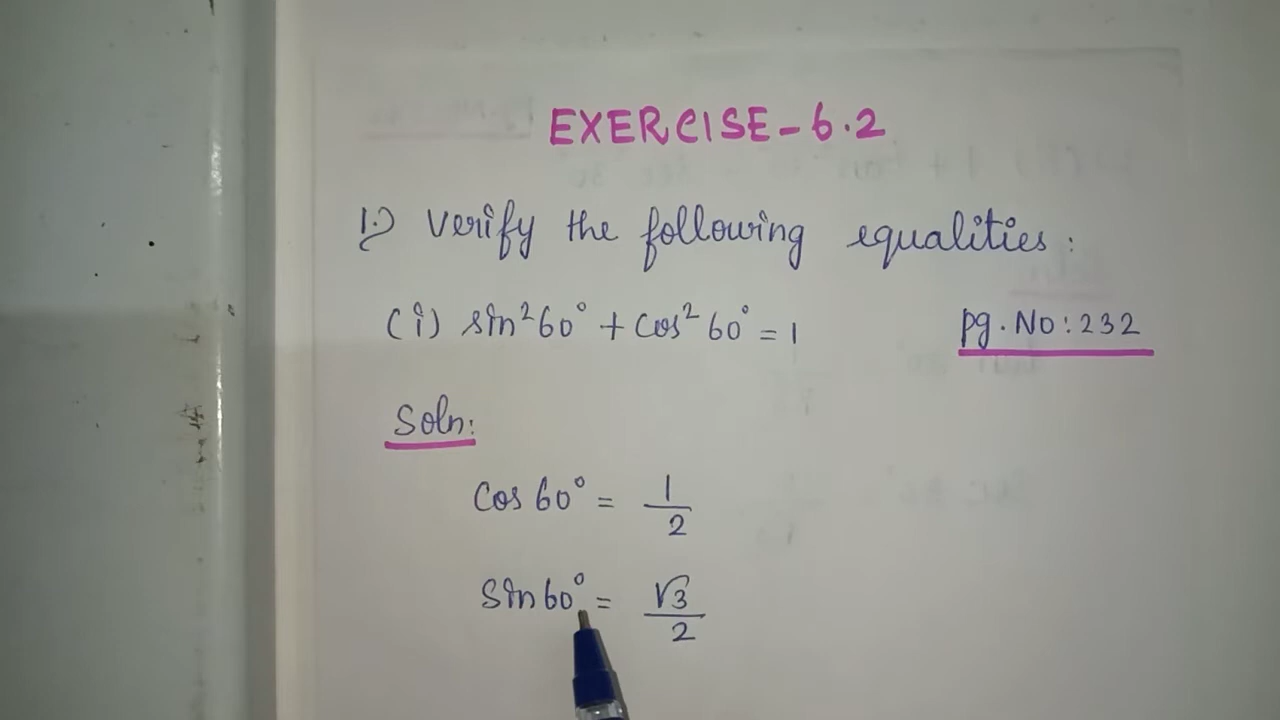 EXERCISE-6.2
1.) Verify the following equalities:
(i) sin²60° + cos²60° = 1
pg. No: 232
Soln:
Cos 60° = 1/2
Sin 60° = √3/2